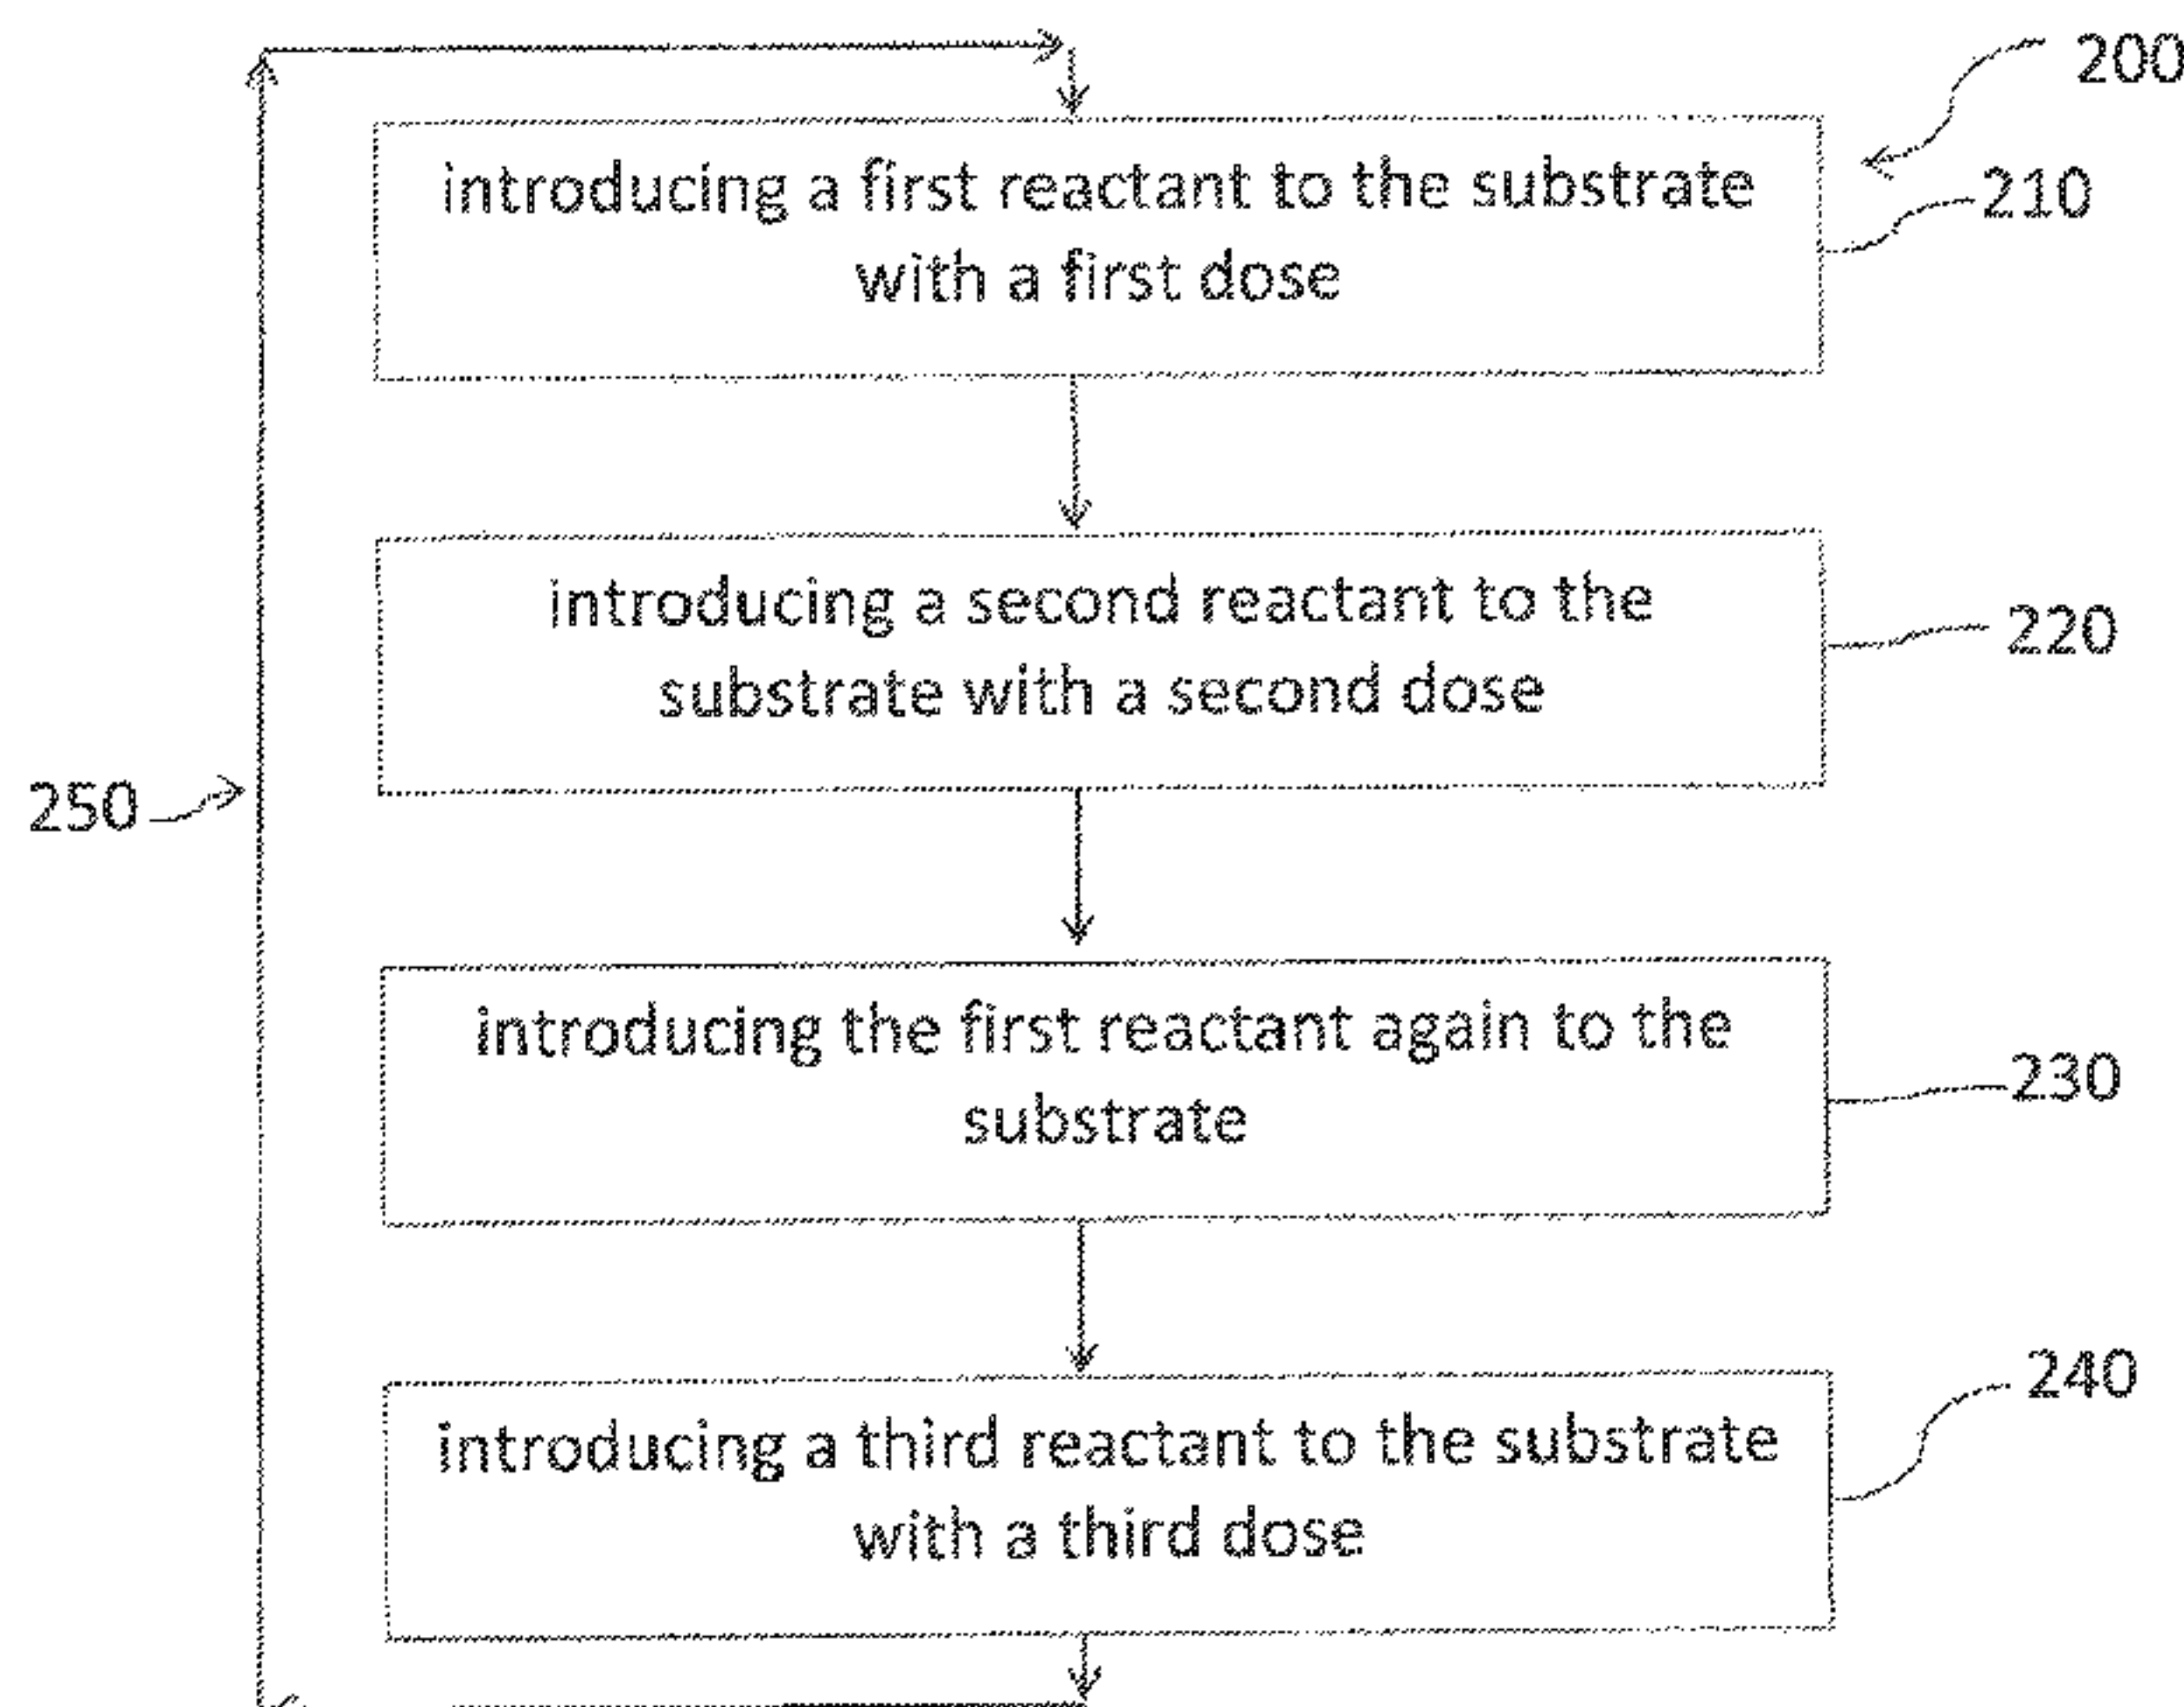 200
introducing a first reactant to the substrate
with a first dose
210
introducing a second reactant to the
substrate with a second dose
220
250
introducing the first reactant again to the
substrate
230
introducing a third reactant to the substrate
with a third dose
240